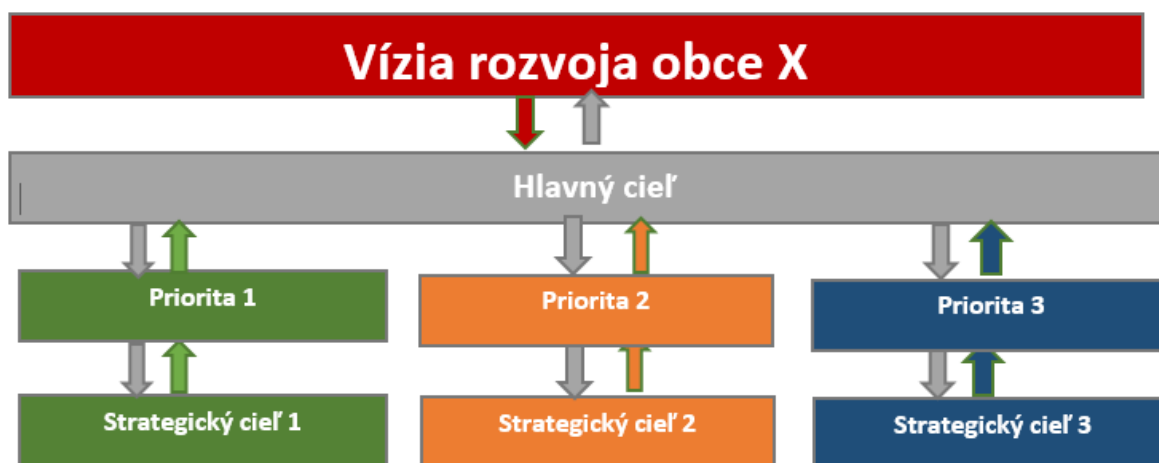 Vízia rozvoja obce X
Hlavný cieľ
Priorita 1
Priorita 2
Priorita 3
Strategický cieľ 1
Strategický cieľ 2
Strategický cieľ 3